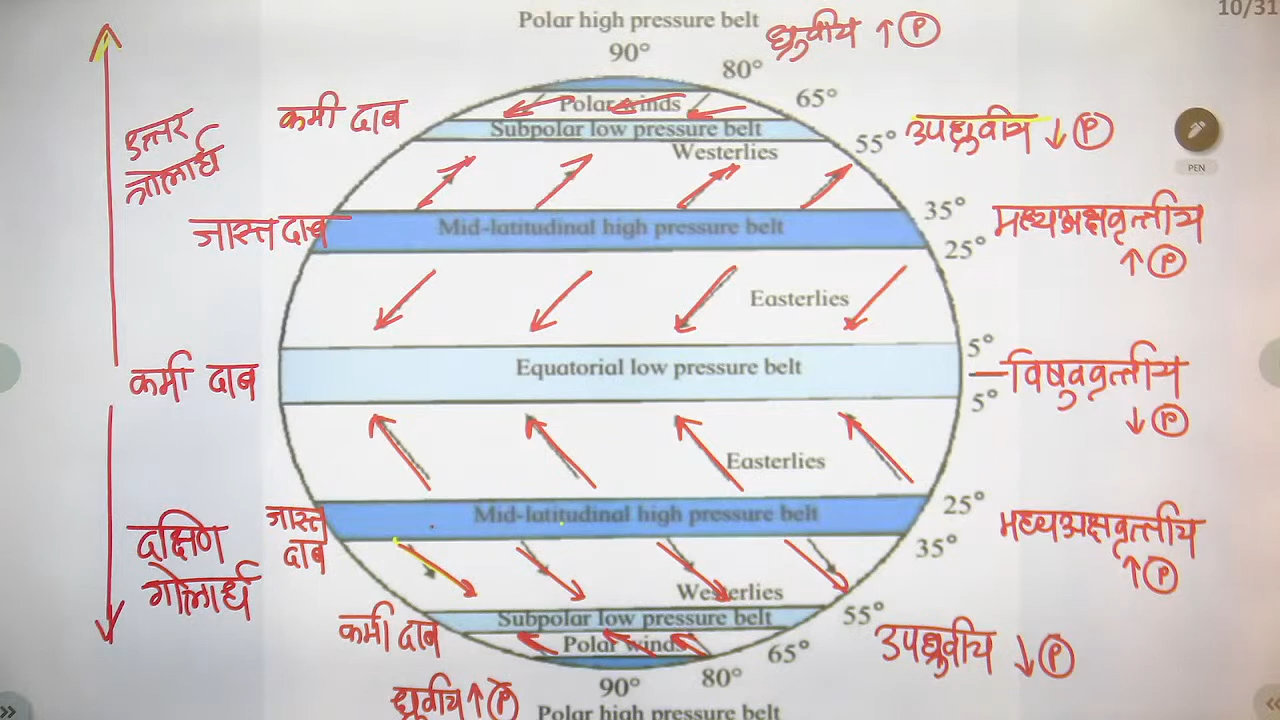 10/31
Polar high pressure belt
ध्रुवीय ↑ (P)
90°
80°
65°
Polar winds
कमी दाब
Subpolar low pressure belt
उपध्रुवीय ↓ (P)
55°
Westerlies
PEN
उत्तर
गोलार्ध
35°
जास्त दाब
Mid-latitudinal high pressure belt
मध्यअक्षवृत्तीय
↑ (P)
25°
Easterlies
5°
कमी दाब
Equatorial low pressure belt
विषुववृत्तीय
↓ (P)
5°
Easterlies
25°
जास्त
दाब
Mid-latitudinal high pressure belt
मध्यअक्षवृत्तीय
↑ (P)
35°
दक्षिण
गोलार्ध
Westerlies
55°
कमी दाब
Subpolar low pressure belt
उपध्रुवीय ↓ (P)
Polar winds
65°
80°
90°
ध्रुवीय ↑ (P)
Polar high pressure belt